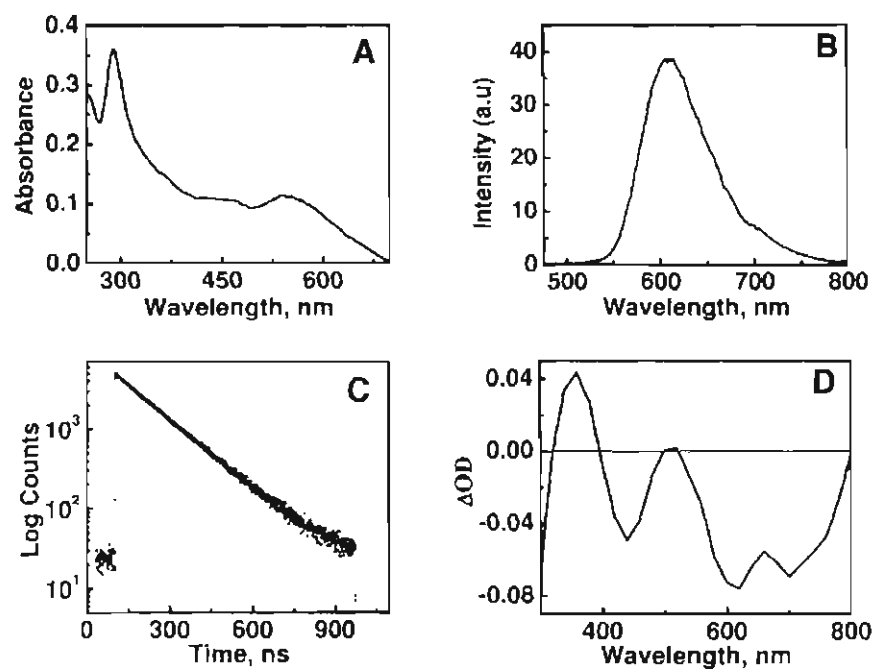 A
Absorbance
0.4
0.3
0.2
0.1
0.0
300
450
600
Wavelength, nm
B
Intensity (a.u)
40
30
20
10
0
500
600
700
800
Wavelength, nm
C
Log Counts
10³
10²
10¹
0
300
600
900
Time, ns
D
ΔOD
0.04
0.00
-0.04
-0.08
400
600
800
Wavelength, nm